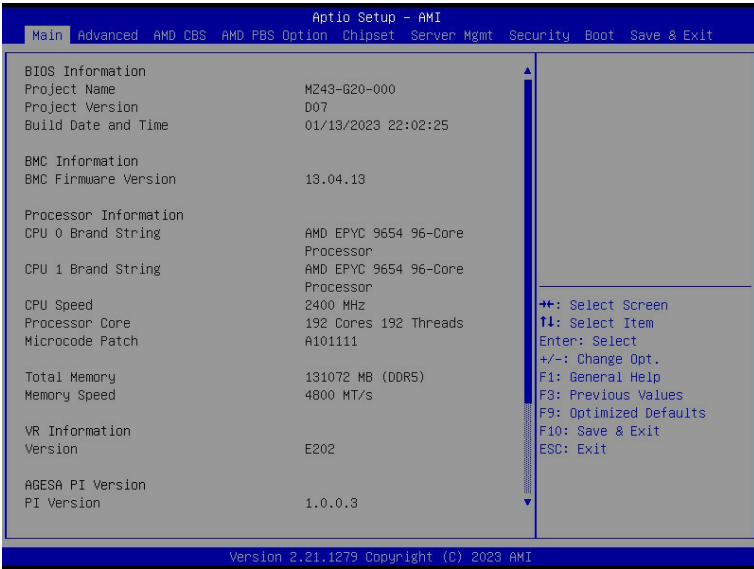 Aptio Setup - AMI
Main Advanced AMD CBS AMD PBS Option Chipset Server Mgmt Security Boot Save & Exit
BIOS Information
Project Name MZ43-G20-000
Project Version D07
Build Date and Time 01/13/2023 22:02:25
BMC Information
BMC Firmware Version 13.04.13
Processor Information
CPU 0 Brand String AMD EPYC 9654 96-Core
Processor
CPU 1 Brand String AMD EPYC 9654 96-Core
Processor
CPU Speed 2400 MHz
Processor Core 192 Cores 192 Threads
Microcode Patch A101111
Total Memory 131072 MB (DDR5)
Memory Speed 4800 MT/s
VR Information
Version E202
AGESA PI Version
PI Version 1.0.0.3
→←: Select Screen
↑↓: Select Item
Enter: Select
+/-: Change Opt.
F1: General Help
F3: Previous Values
F9: Optimized Defaults
F10: Save & Exit
ESC: Exit
Version 2.21.1279 Copyright (C) 2023 AMI